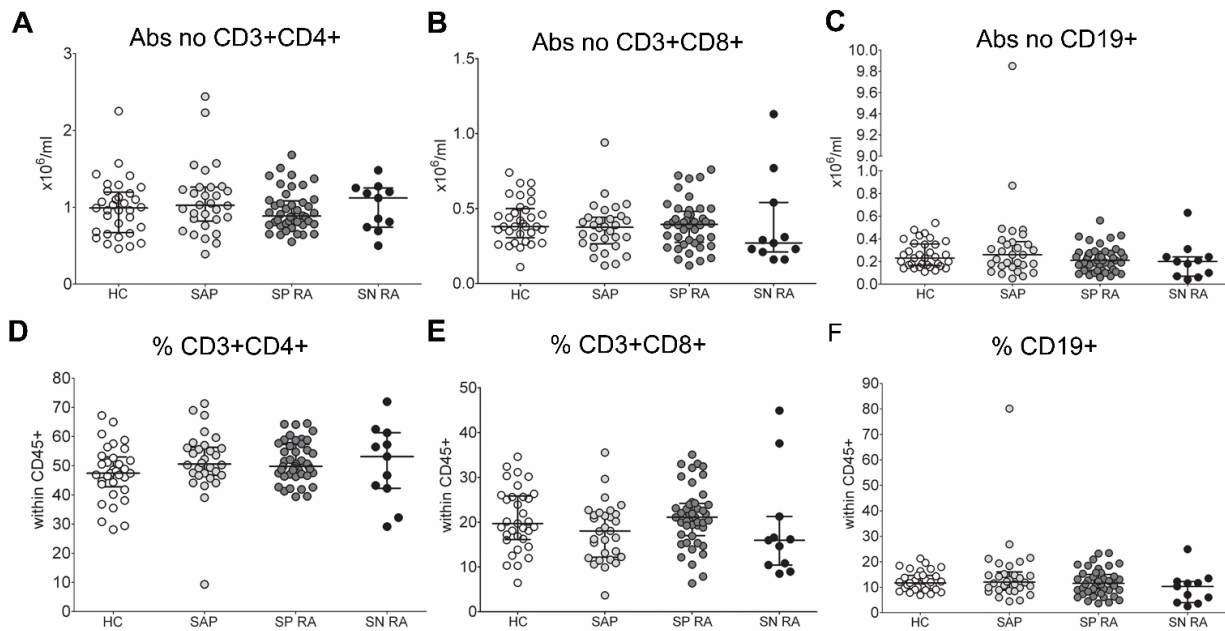 A
Abs no CD3+CD4+
3
2
1
0
x10⁶/ml
HC SAP SP RA SN RA
B
Abs no CD3+CD8+
1.5
1.0
0.5
0.0
x10⁶/ml
HC SAP SP RA SN RA
C
Abs no CD19+
10.0
9.8
9.6
9.4
9.2
9.0
1.0
0.8
0.6
0.4
0.2
0.0
x10⁶/ml
HC SAP SP RA SN RA
D
% CD3+CD4+
80
70
60
50
40
30
20
10
0
within CD45+
HC SAP SP RA SN RA
E
% CD3+CD8+
50
40
30
20
10
0
within CD45+
HC SAP SP RA SN RA
F
% CD19+
90
80
70
60
50
40
30
20
10
0
within CD45+
HC SAP SP RA SN RA